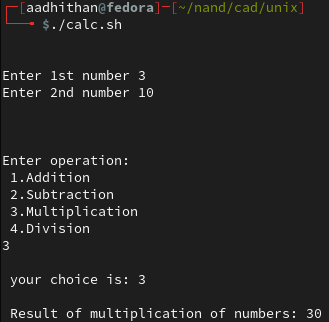 [aadhithan@fedora]-[~/nand/cad/unix]
$./calc.sh
Enter 1st number 3
Enter 2nd number 10
Enter operation:
1.Addition
2.Subtraction
3.Multiplication
4.Division
3
your choice is: 3
Result of multiplication of numbers: 30